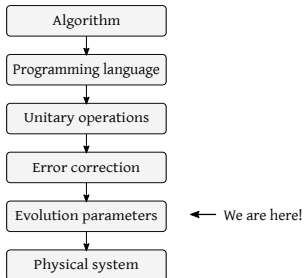 Algorithm
Programming language
Unitary operations
Error correction
Evolution parameters
We are here!
Physical system